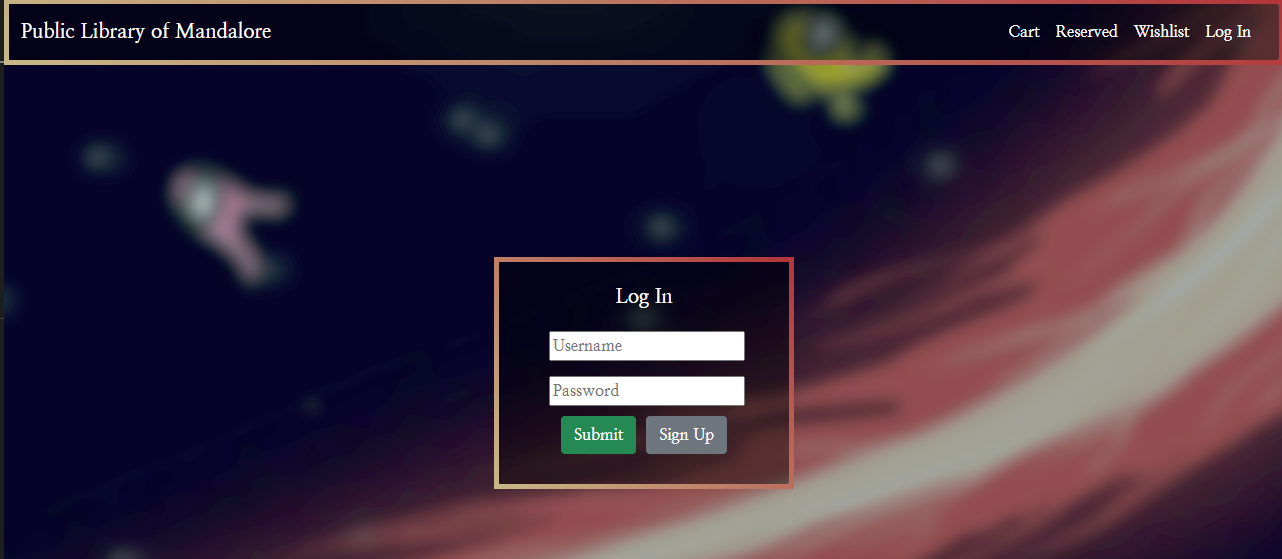 Public Library of Mandalore
Cart Reserved Wishlist Log In
Log In
Username
Password
Submit Sign Up